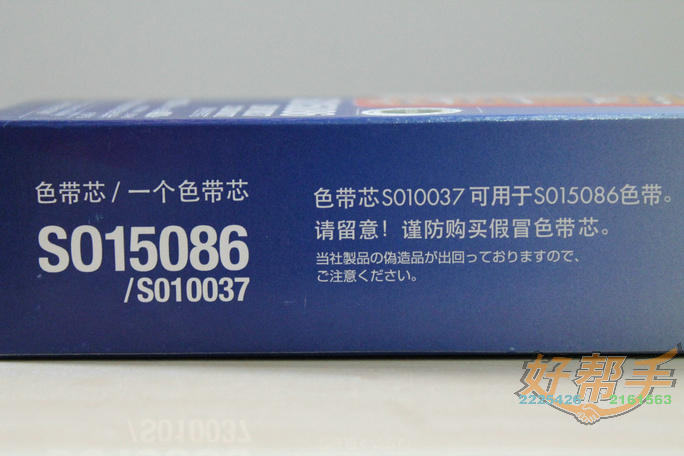 色带芯/一个色带芯
S015086
/S010037
色带芯S010037可用于S015086色带。
请留意！谨防购买假冒色带芯。
当社製品の偽造品が出回っておりますので、
ご注意ください。
好帮手
2225426 2161563